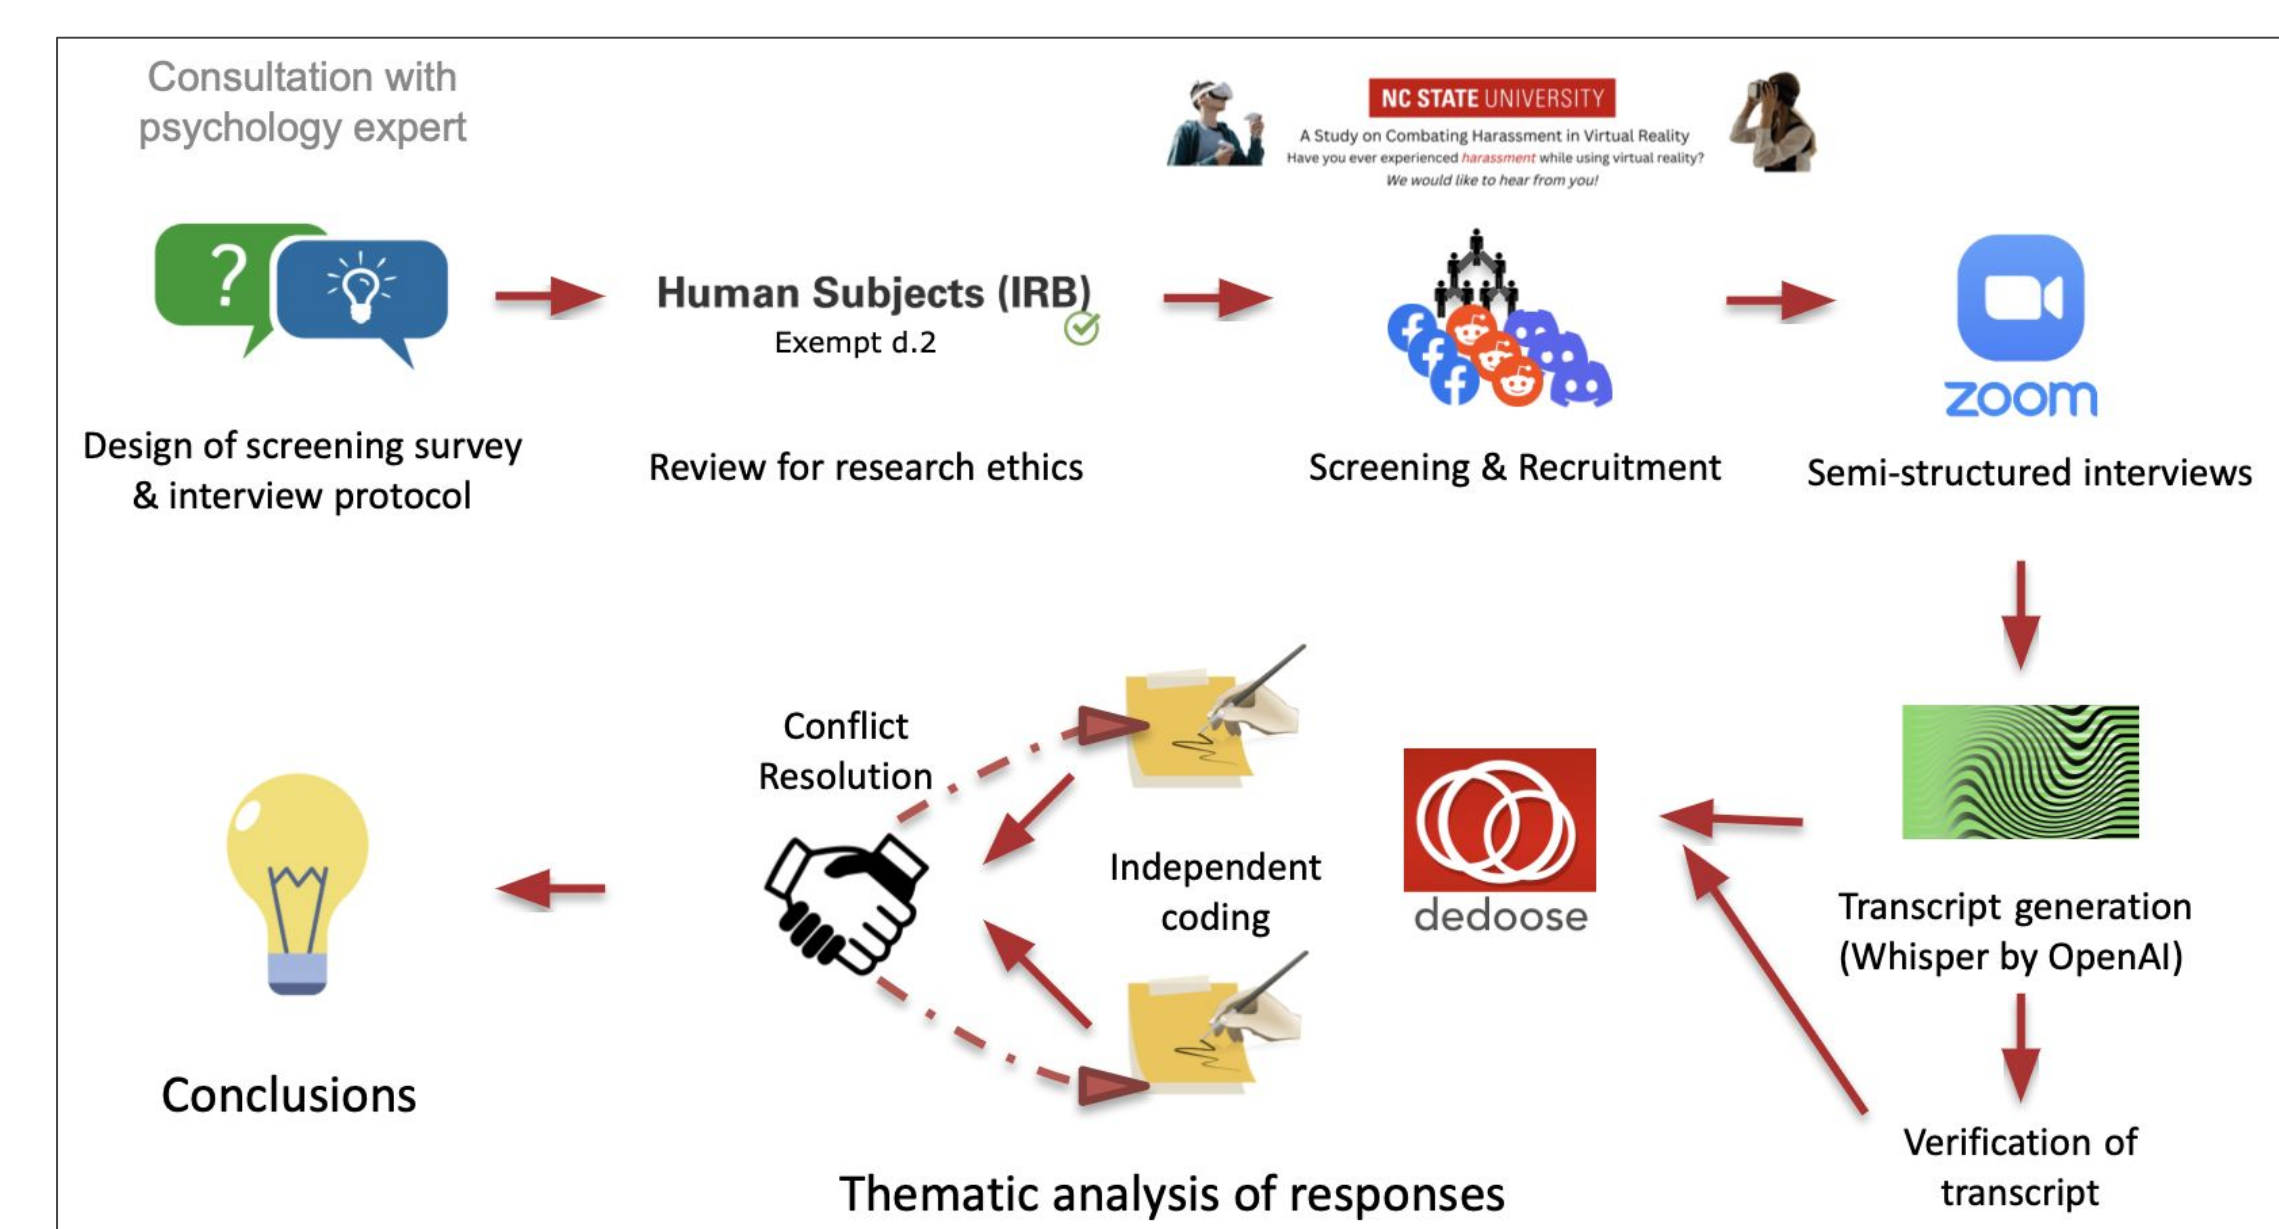 Consultation with
psychology expert
NC STATE UNIVERSITY
A Study on Combating Harassment in Virtual Reality
Have you ever experienced harassment while using virtual reality?
We would like to hear from you!
?
Human Subjects (IRB)
Exempt d.2
zoom
Design of screening survey
& interview protocol
Review for research ethics
Screening & Recruitment
Semi-structured interviews
Conflict
Resolution
Independent
coding
dedoose
Transcript generation
(Whisper by OpenAI)
Conclusions
Verification of
transcript
Thematic analysis of responses